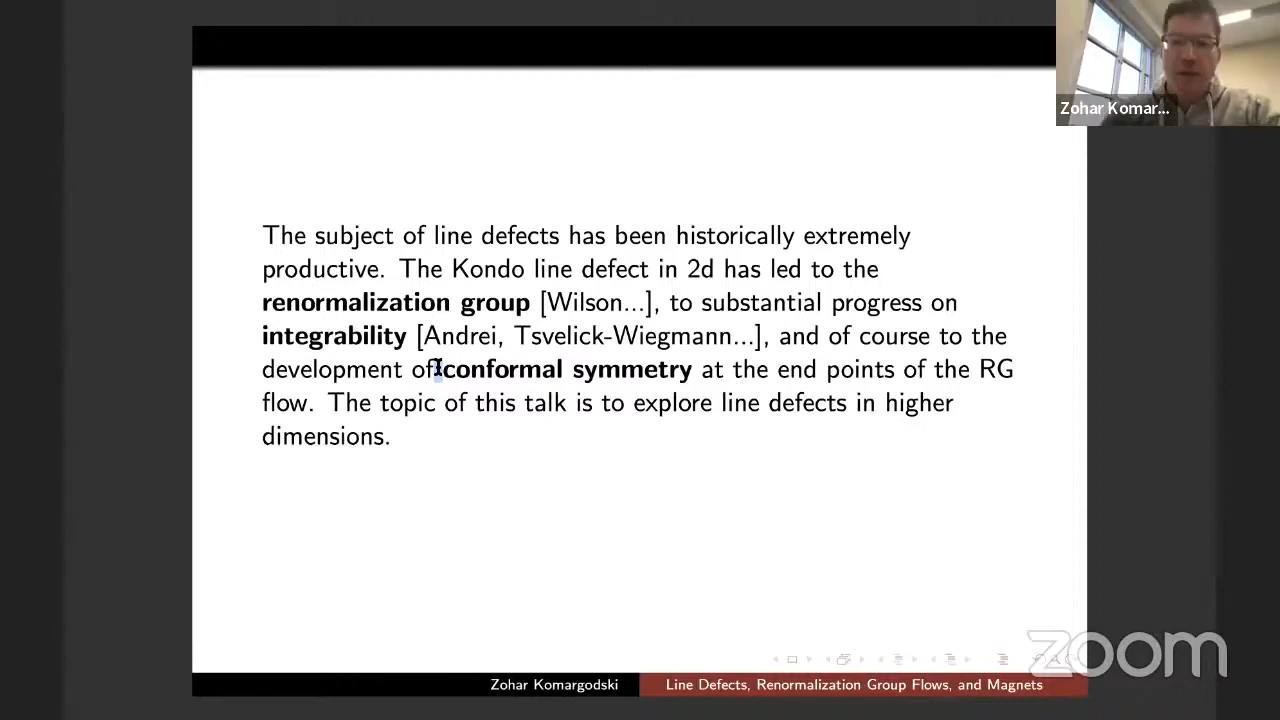 Zohar Komar...
The subject of line defects has been historically extremely
productive. The Kondo line defect in 2d has led to the
renormalization group [Wilson...], to substantial progress on
integrability [Andrei, Tsvelick-Wiegmann...], and of course to the
development of conformal symmetry at the end points of the RG
flow. The topic of this talk is to explore line defects in higher
dimensions.
zoom
Zohar Komargodski
Line Defects, Renormalization Group Flows, and Magnets